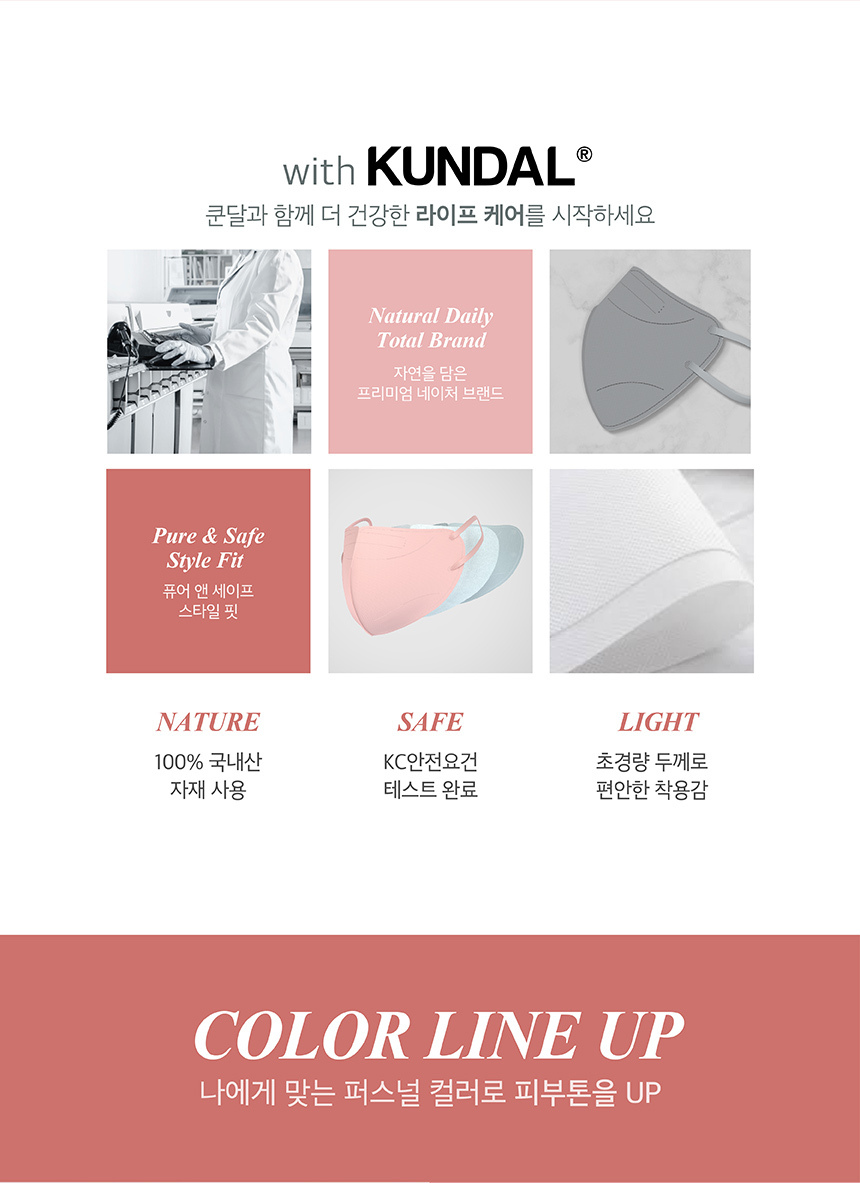 with KUNDAL®
쿤달과 함께 더 건강한 라이프 케어를 시작하세요
Natural Daily
Total Brand
자연을 담은
프리미엄 네이처 브랜드
Pure & Safe
Style Fit
퓨어 앤 세이프
스타일 핏
NATURE
100% 국내산
자재 사용
SAFE
KC안전요건
테스트 완료
LIGHT
초경량 두께로
편안한 착용감
COLOR LINE UP
나에게 맞는 퍼스널 컬러로 피부톤을 UP